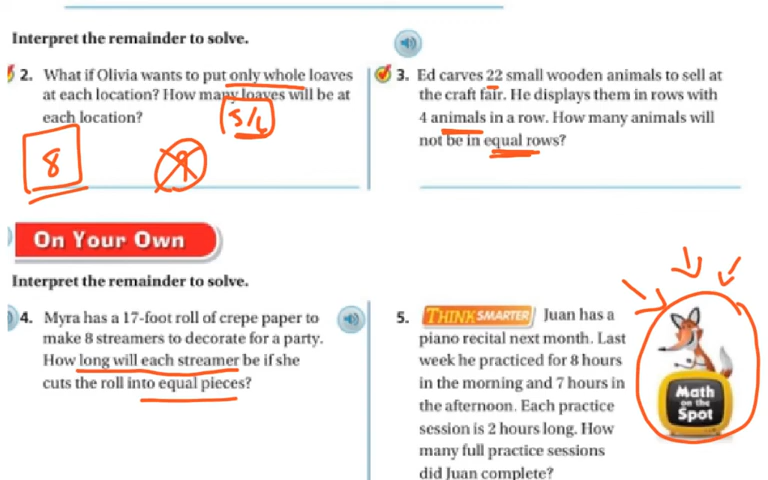 Interpret the remainder to solve.
2. What if Olivia wants to put only whole loaves
at each location? How many loaves will be at
each location?
5/6
8
9
3. Ed carves 22 small wooden animals to sell at
the craft fair. He displays them in rows with
4 animals in a row. How many animals will
not be in equal rows?
On Your Own
Interpret the remainder to solve.
4. Myra has a 17-foot roll of crepe paper to
make 8 streamers to decorate for a party.
How long will each streamer be if she
cuts the roll into equal pieces?
5. THINK SMARTER Juan has a
piano recital next month. Last
week he practiced for 8 hours
in the morning and 7 hours in
the afternoon. Each practice
session is 2 hours long. How
many full practice sessions
did Juan complete?
Math
on the
Spot